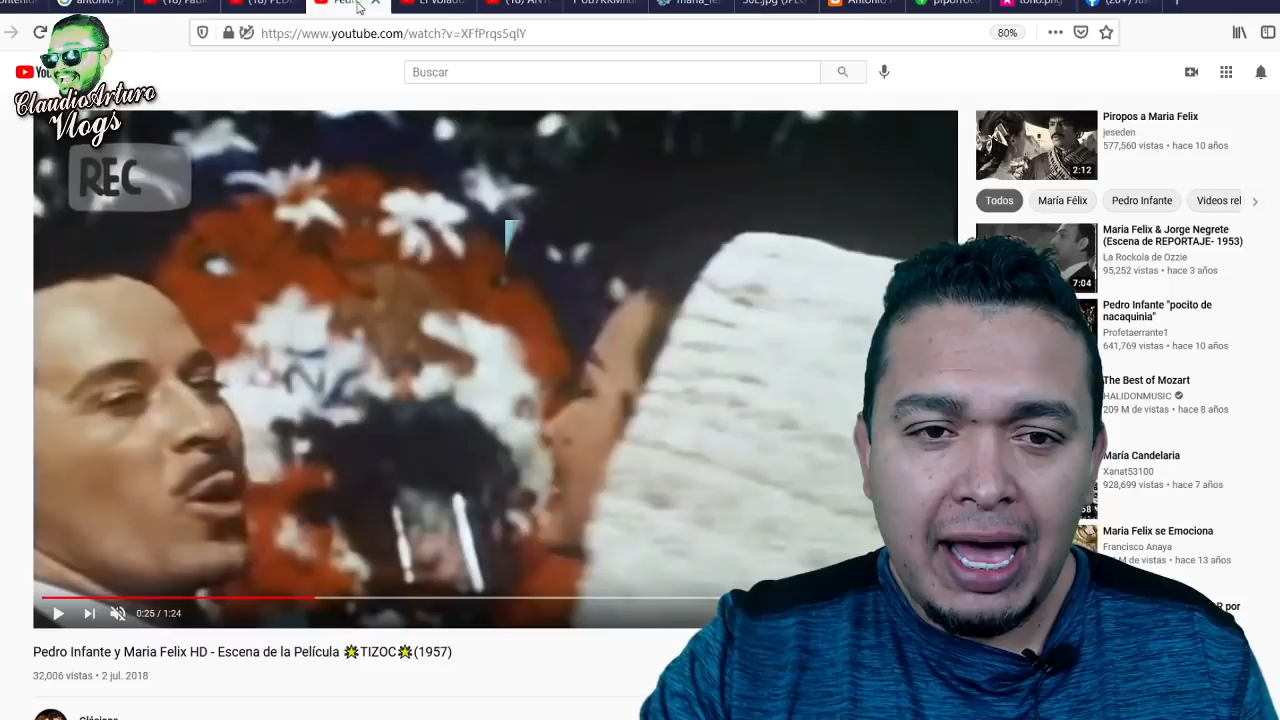 https://www.youtube.com/watch?v=XFfPrqs5qlY
80%
ClaudioArturo
Vlogs
Buscar
REC
Piropos a Maria Felix
jeseden
577,560 vistas • hace 10 años
2:12
Todos
María Félix
Pedro Infante
Videos rel
Maria Felix & Jorge Negrete
(Escena de REPORTAJE- 1953)
La Rockola de Ozzie
95,252 vistas • hace 3 años
7:04
Pedro Infante "pocito de
nacaquinia"
Profetaerrante1
641,769 vistas • hace 10 años
The Best of Mozart
HALIDONMUSIC
209 M de vistas • hace 8 años
María Candelaria
Xanat53100
928,699 vistas • hace 7 años
Maria Felix se Emociona
Francisco Anaya
M de vistas • hace 13 años
R por
0:25 / 1:24
Pedro Infante y Maria Felix HD - Escena de la Película 🌟TIZOC🌟(1957)
32,006 vistas • 2 jul. 2018